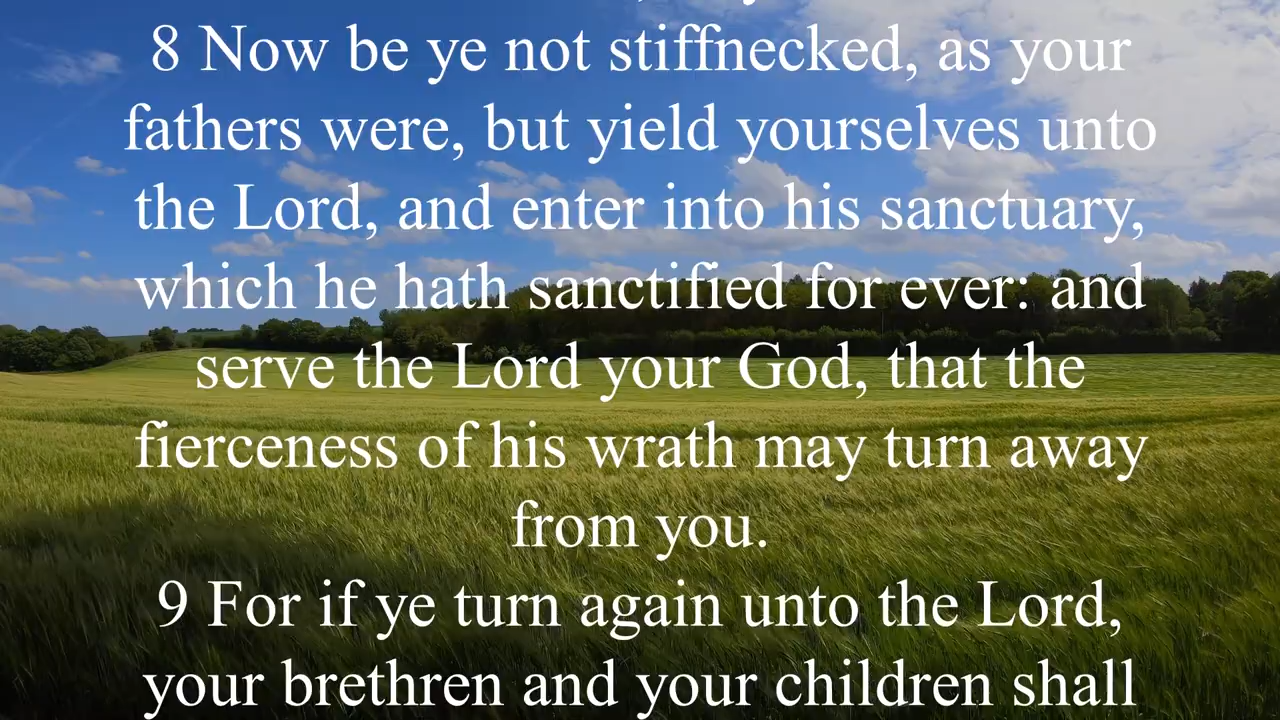 8 Now be ye not stiffnecked, as your
fathers were, but yield yourselves unto
the Lord, and enter into his sanctuary,
which he hath sanctified for ever: and
serve the Lord your God, that the
fierceness of his wrath may turn away
from you.
9 For if ye turn again unto the Lord,
your brethren and your children shall